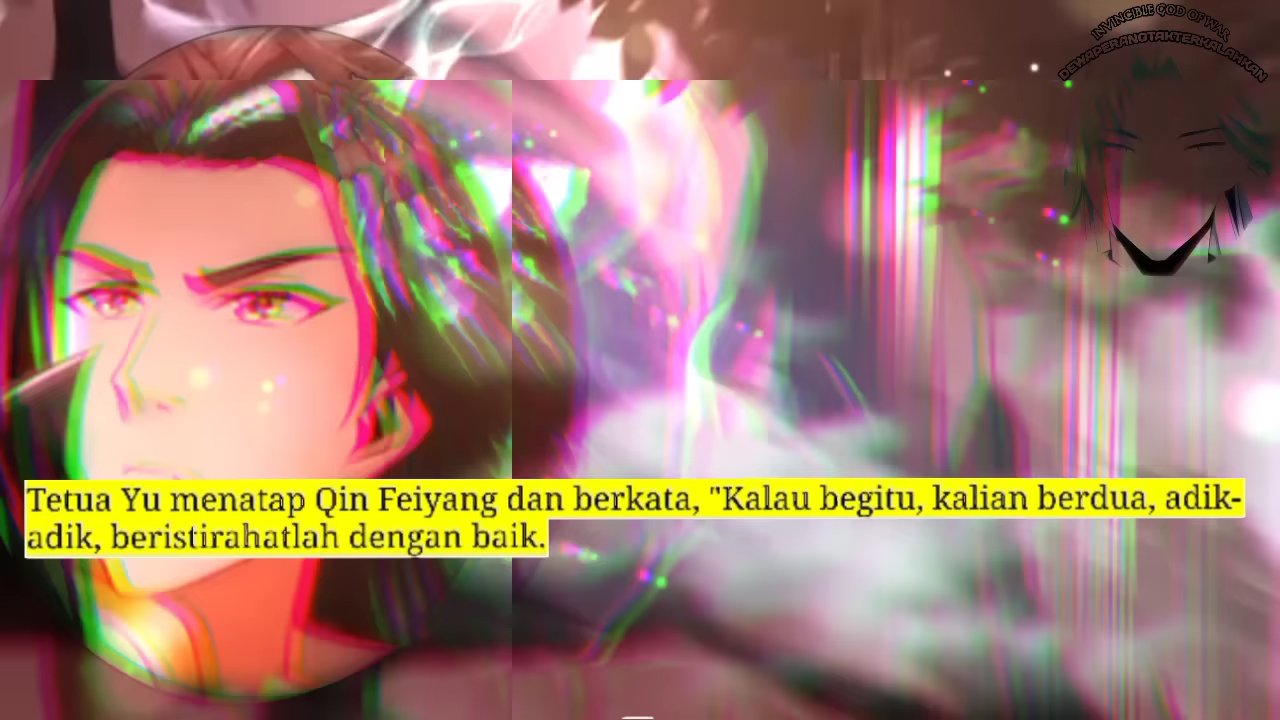 INVINCIBLE GOD OF WAR
DEWAPERANGTAKTERKALAHKAN
Tetua Yu menatap Qin Feiyang dan berkata, "Kalau begitu, kalian berdua, adik-
adik, beristirahatlah dengan baik.